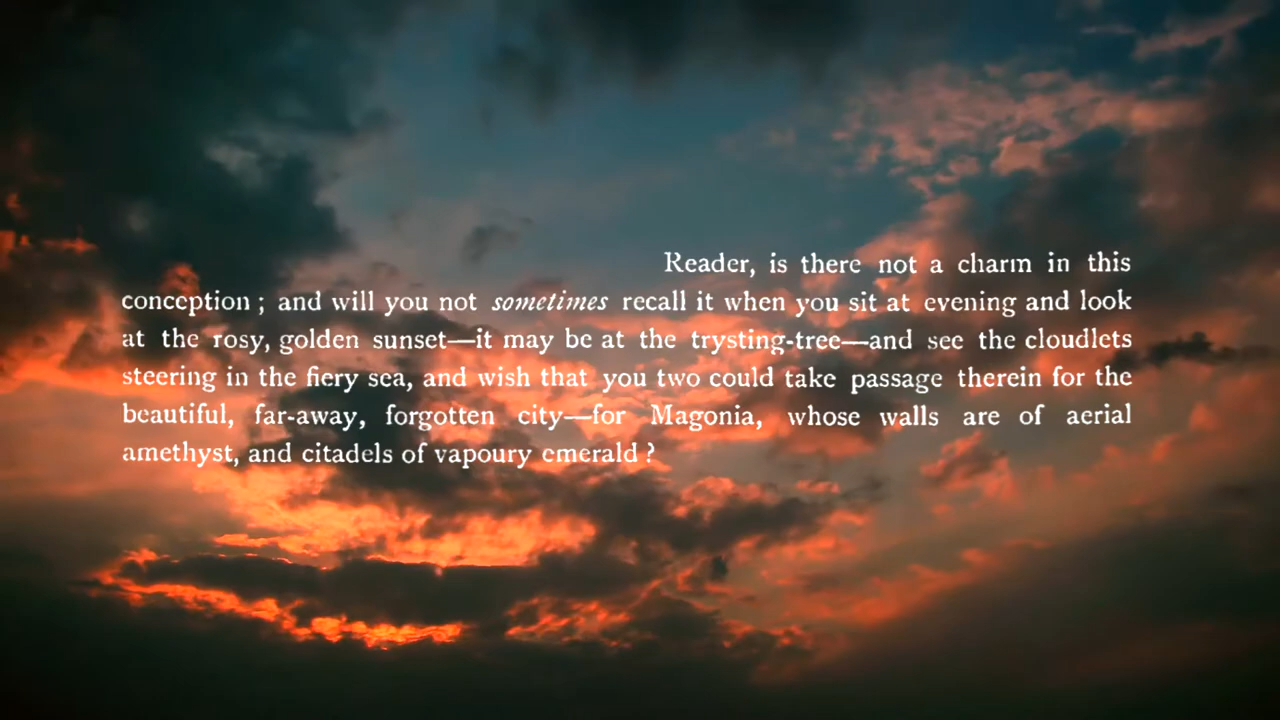 Reader, is there not a charm in this
conception ; and will you not sometimes recall it when you sit at evening and look
at the rosy, golden sunset—it may be at the trysting-tree—and see the cloudlets
steering in the fiery sea, and wish that you two could take passage therein for the
beautiful, far-away, forgotten city—for Magonia, whose walls are of aerial
amethyst, and citadels of vapoury emerald ?